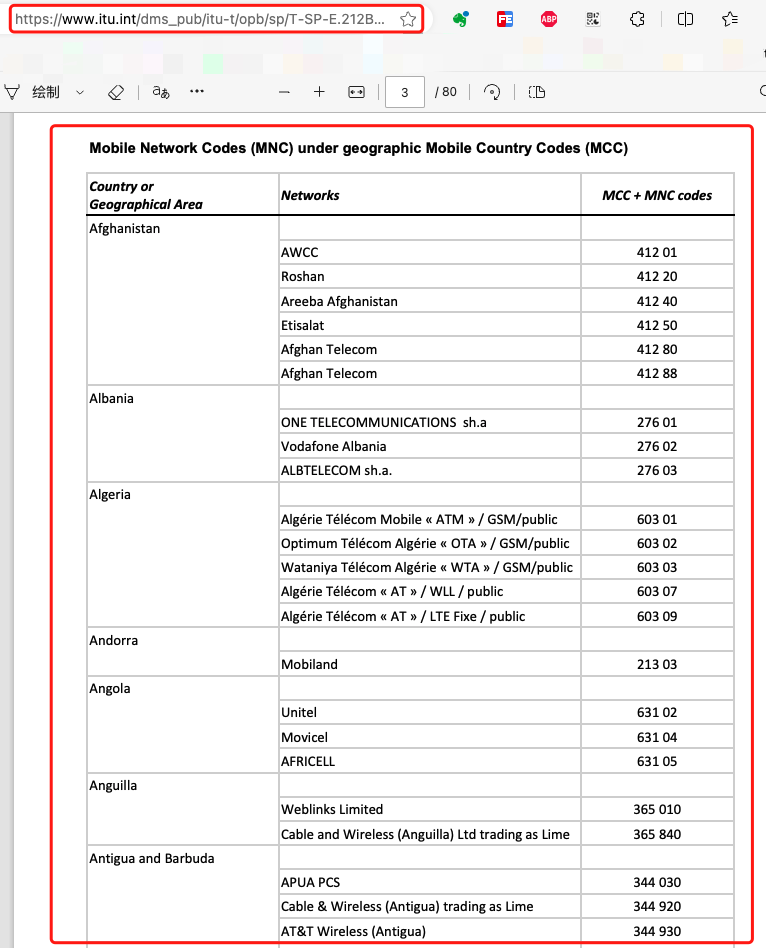 https://www.itu.int/dms_pub/itu-t/opb/sp/T-SP-E.212B...
FE
ABP
绘制
aあ
3 / 80
Mobile Network Codes (MNC) under geographic Mobile Country Codes (MCC)
Country or
Geographical Area Networks MCC + MNC codes
Afghanistan
AWCC 412 01
Roshan 412 20
Areeba Afghanistan 412 40
Etisalat 412 50
Afghan Telecom 412 80
Afghan Telecom 412 88
Albania
ONE TELECOMMUNICATIONS sh.a 276 01
Vodafone Albania 276 02
ALBTELECOM sh.a. 276 03
Algeria
Algérie Télécom Mobile « ATM » / GSM/public 603 01
Optimum Télécom Algérie « OTA » / GSM/public 603 02
Wataniya Télécom Algérie « WTA » / GSM/public 603 03
Algérie Télécom « AT » / WLL / public 603 07
Algérie Télécom « AT » / LTE Fixe / public 603 09
Andorra
Mobiland 213 03
Angola
Unitel 631 02
Movicel 631 04
AFRICELL 631 05
Anguilla
Weblinks Limited 365 010
Cable and Wireless (Anguilla) Ltd trading as Lime 365 840
Antigua and Barbuda
APUA PCS 344 030
Cable & Wireless (Antigua) trading as Lime 344 920
AT&T Wireless (Antigua) 344 930